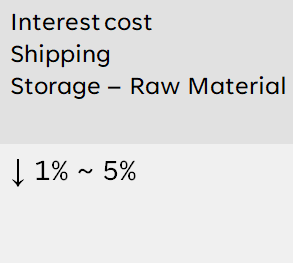 Interest cost
Shipping
Storage – Raw Material
↓ 1% ~ 5%